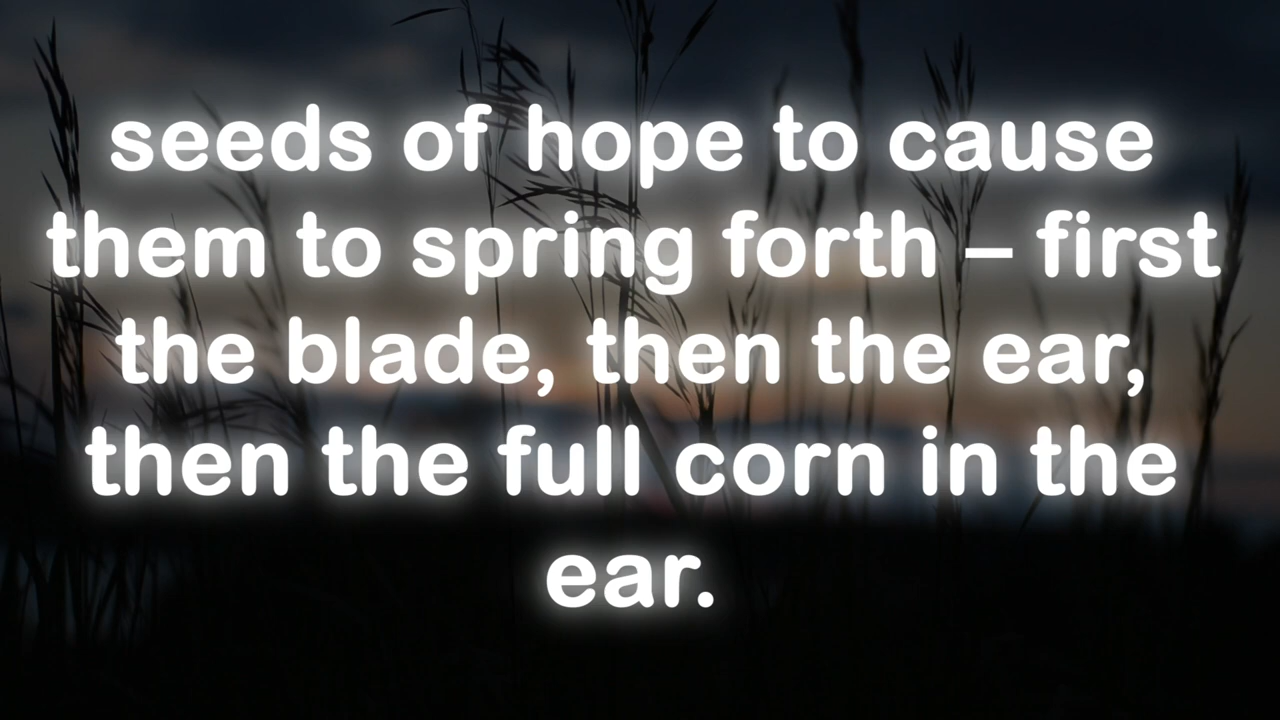 seeds of hope to cause
them to spring forth – first
the blade, then the ear,
then the full corn in the
ear.